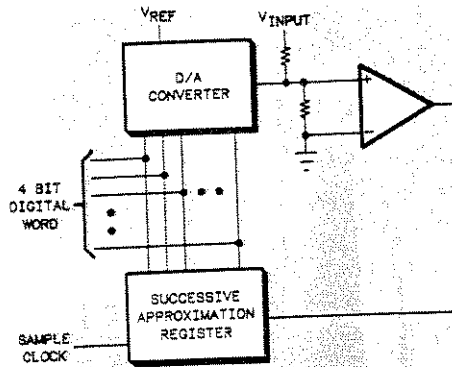 VREF
VINPUT
D/A
CONVERTER
+
−
4 BIT
DIGITAL
WORD
SUCCESSIVE
APPROXIMATION
REGISTER
SAMPLE
CLOCK